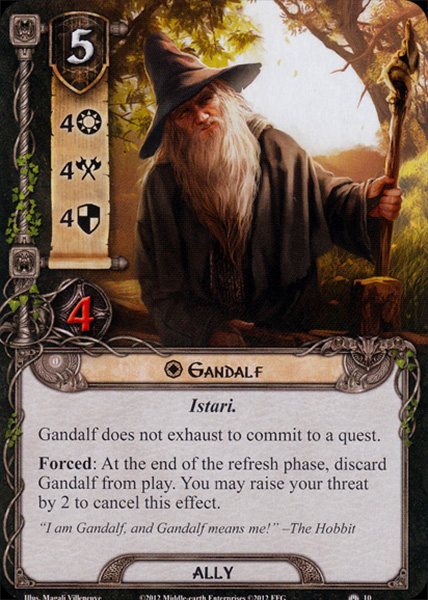 5
4
4
4
4
Gandalf
Istari.
Gandalf does not exhaust to commit to a quest.
Forced: At the end of the refresh phase, discard
Gandalf from play. You may raise your threat
by 2 to cancel this effect.
“I am Gandalf, and Gandalf means me!” –The Hobbit
ALLY
Illus. Magali Villeneuve ©2012 Middle-earth Enterprises ©2012 FFG 10